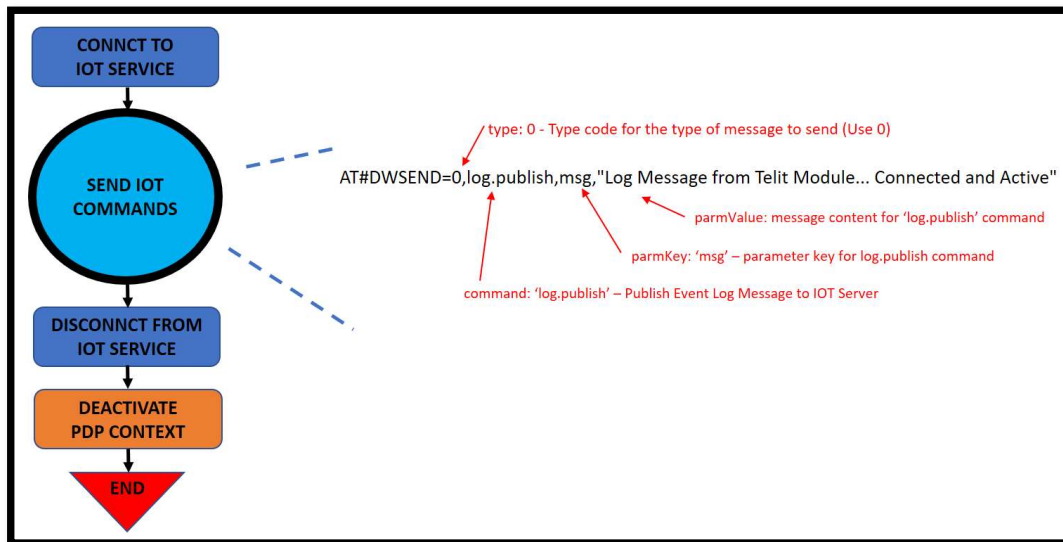 CONNCT TO
IOT SERVICE
SEND IOT
COMMANDS
DISCONNCT FROM
IOT SERVICE
DEACTIVATE
PDP CONTEXT
END
type: 0 - Type code for the type of message to send (Use 0)
AT#DWSEND=0,log.publish,msg,"Log Message from Telit Module... Connected and Active"
parmValue: message content for ‘log.publish’ command
parmKey: ‘msg’ – parameter key for log.publish command
command: ‘log.publish’ – Publish Event Log Message to IOT Server